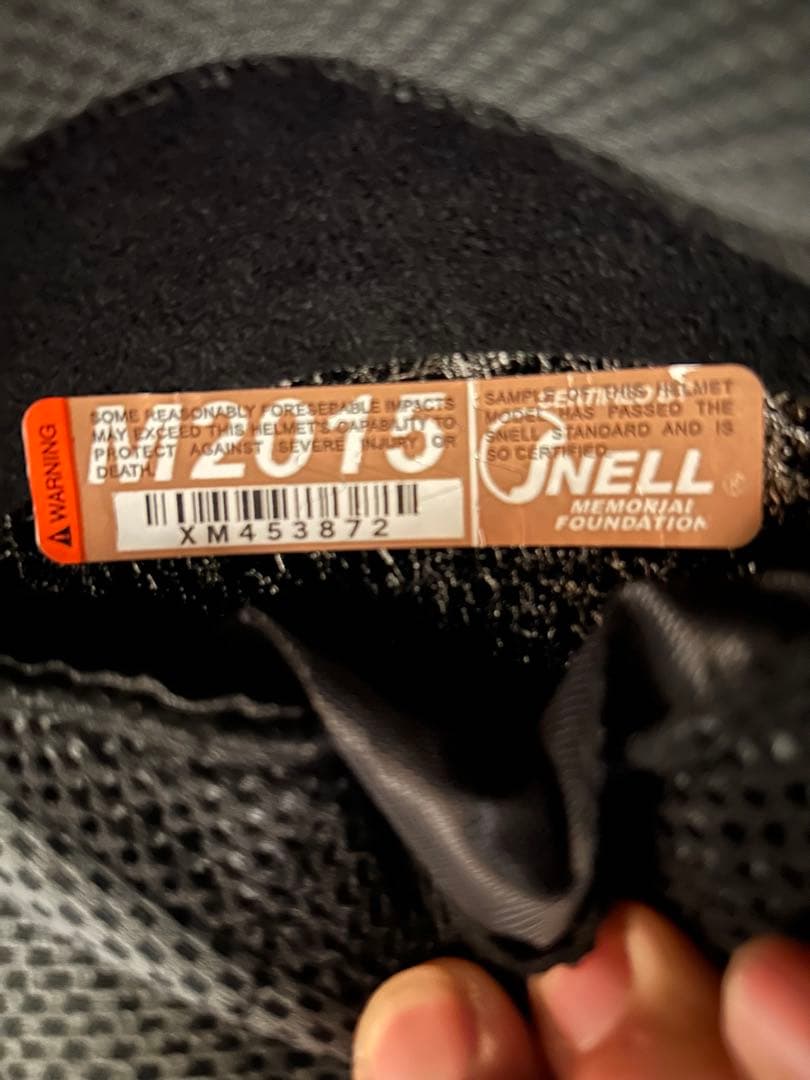 WARNING
M2015
SOME REASONABLY FORESEEABLE IMPACTS
MAY EXCEED THIS HELMET'S CAPABILITY TO
PROTECT AGAINST SEVERE INJURY OR
DEATH.
XM453872
SAMPLE OF THIS HELMET
MODEL HAS PASSED THE
SNELL STANDARD AND IS
SO CERTIFIED
SNELL ®
MEMORIAL
FOUNDATION